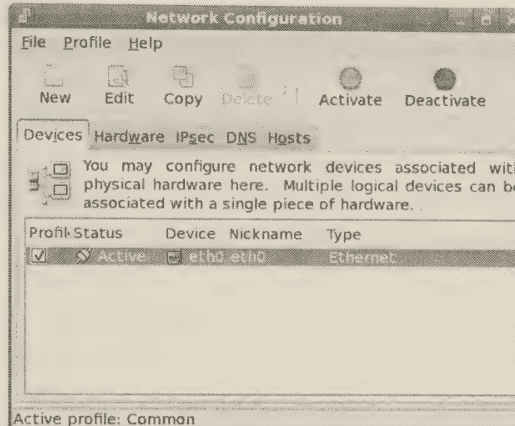 Network Configuration
File Profile Help
New Edit Copy Delete Activate Deactivate
Devices Hardware IPsec DNS Hosts
You may configure network devices associated with
physical hardware here. Multiple logical devices can be
associated with a single piece of hardware.
Profil Status Device Nickname Type
Active eth0 eth0 Ethernet
Active profile: Common